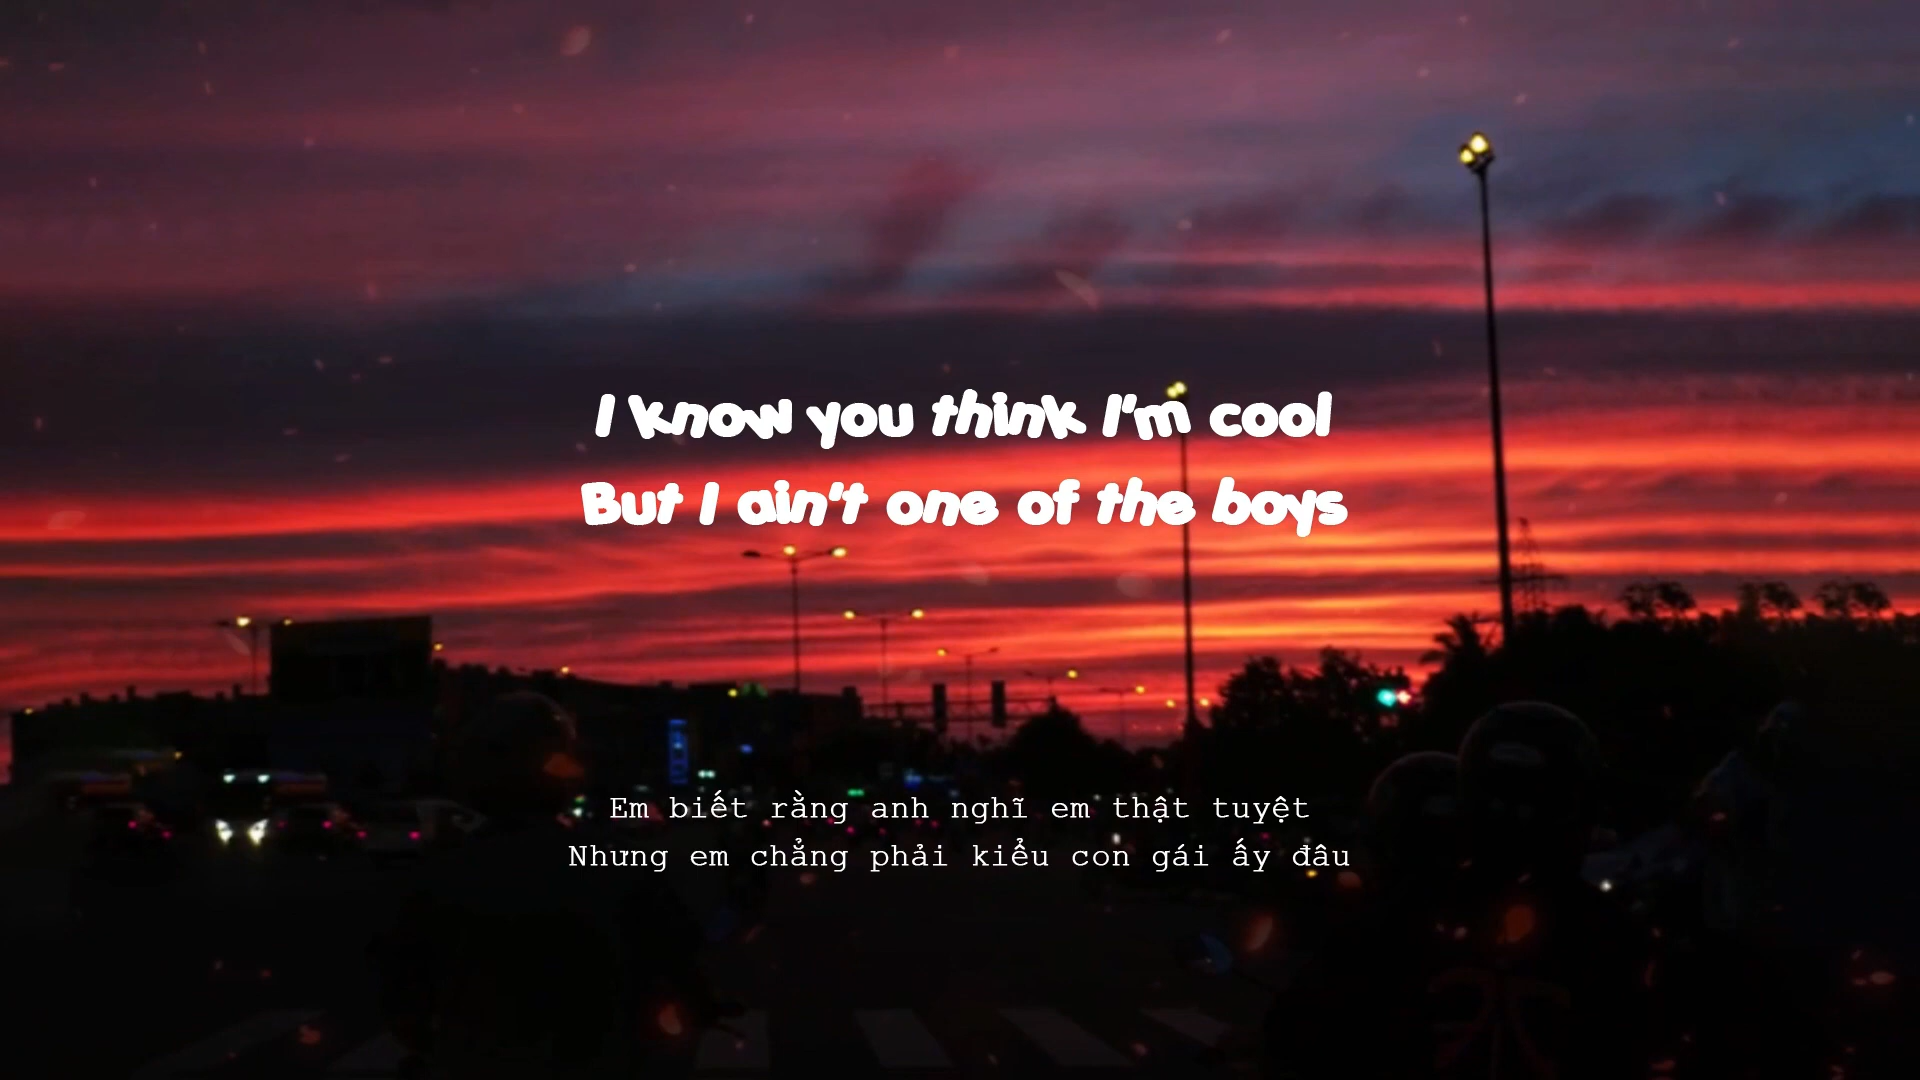 I know you think I'm cool
But I ain't one of the boys
Em biết rằng anh nghĩ em thật tuyệt
Nhưng em chẳng phải kiểu con gái ấy đâu